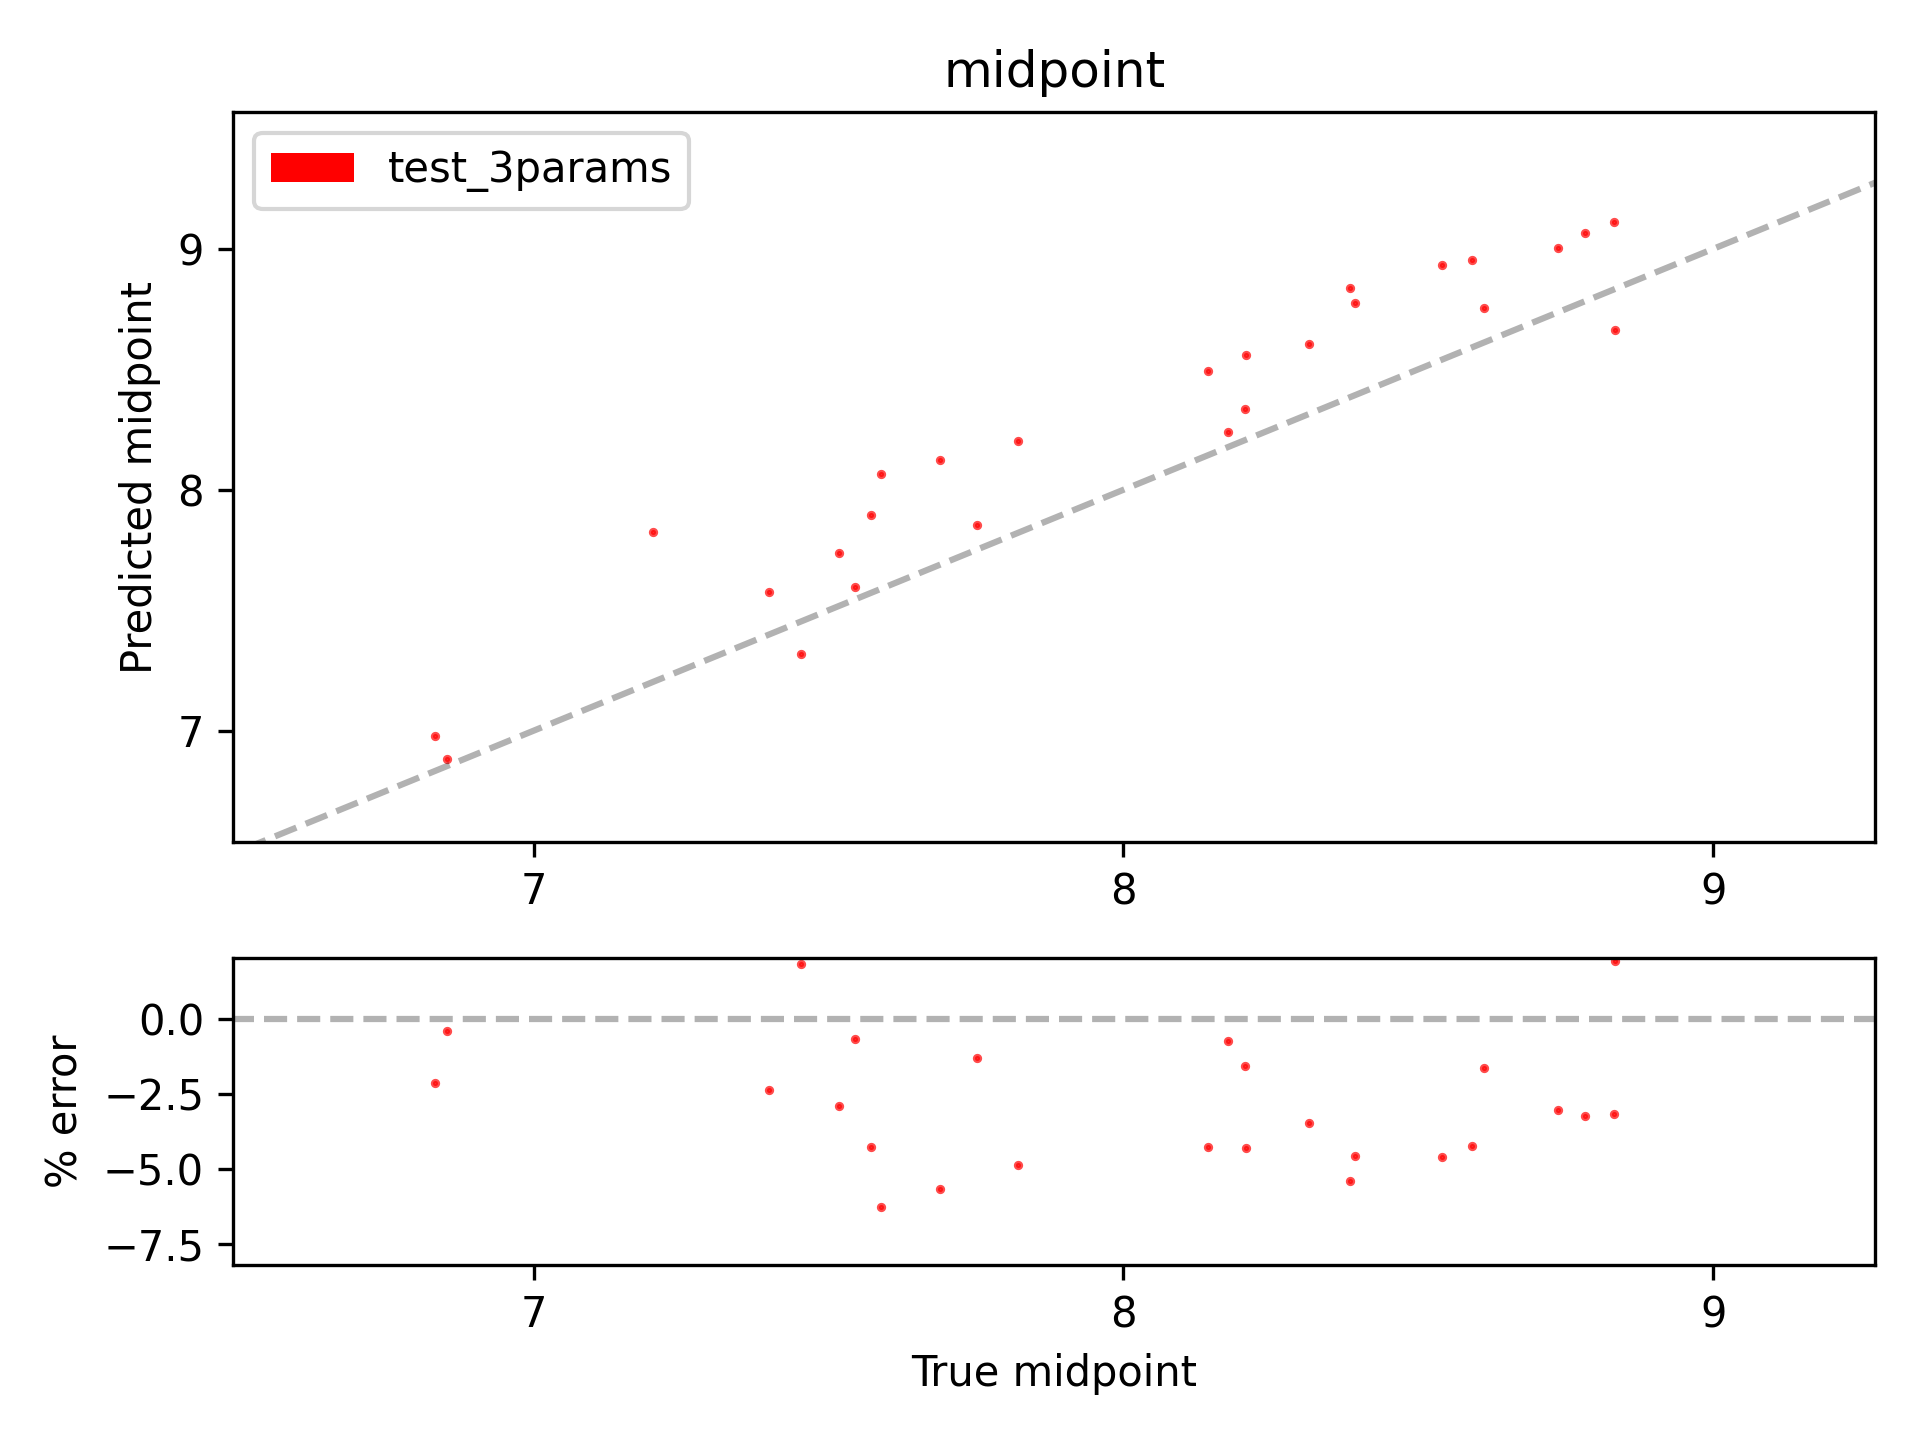 midpoint
test_3params
Predicted midpoint
9
8
7
7 8 9
% error
0.0
−2.5
−5.0
−7.5
7 8 9
True midpoint